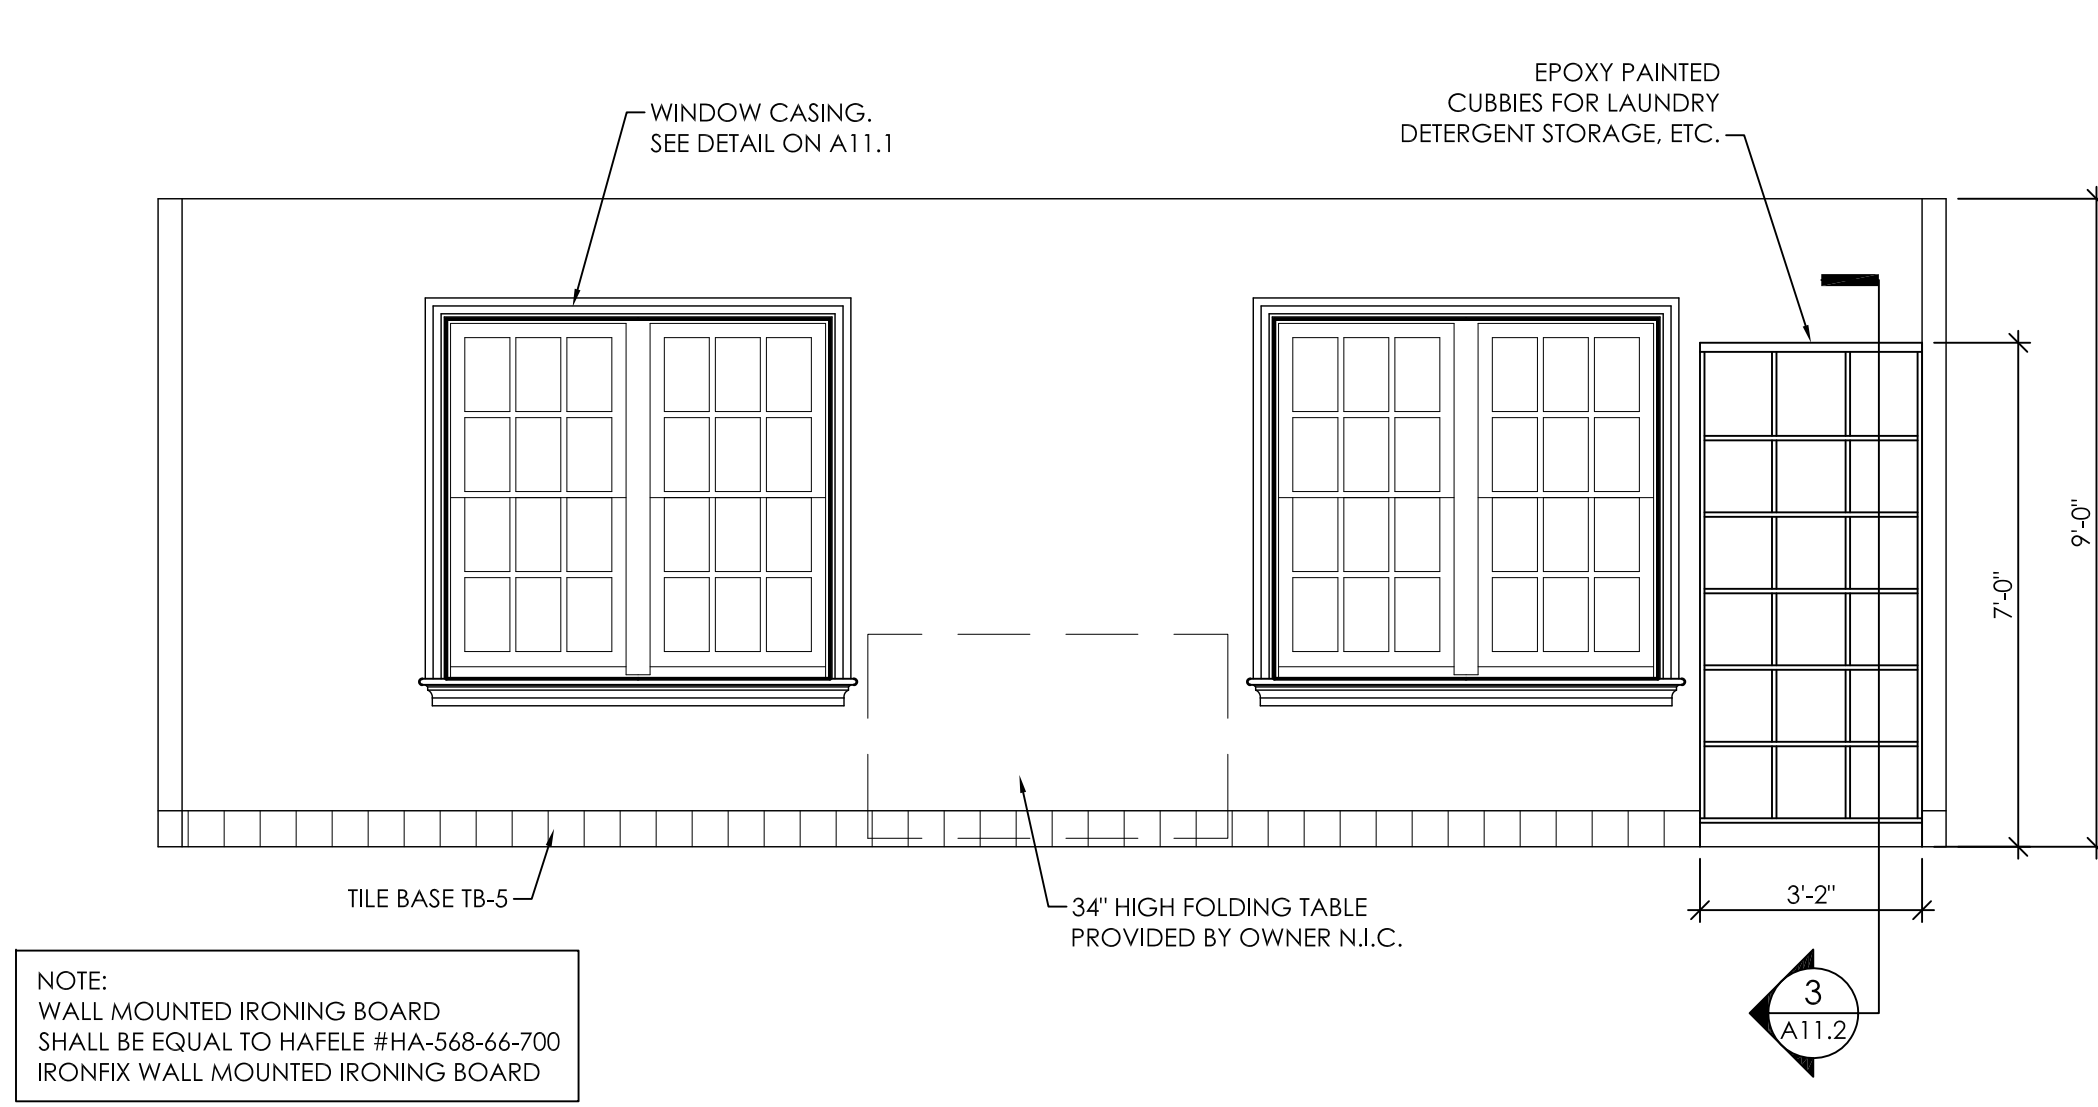 EPOXY PAINTED
CUBBIES FOR LAUNDRY
DETERGENT STORAGE, ETC.
WINDOW CASING.
SEE DETAIL ON A11.1
9'-0"
7'-0"
3'-2"
TILE BASE TB-5
34" HIGH FOLDING TABLE
PROVIDED BY OWNER N.I.C.
NOTE:
WALL MOUNTED IRONING BOARD
SHALL BE EQUAL TO HAFELE #HA-568-66-700
IRONFIX WALL MOUNTED IRONING BOARD
3
A11.2